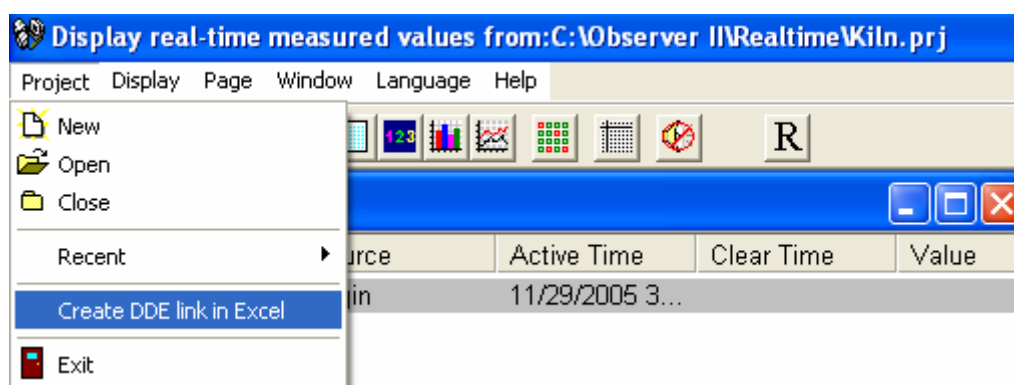 Display real-time measured values from:C:\Observer II\Realtime\Kiln.prj
Project Display Page Window Language Help
New
Open
Close
Recent
Create DDE link in Excel
Exit
123
R
Active Time Clear Time Value
11/29/2005 3...